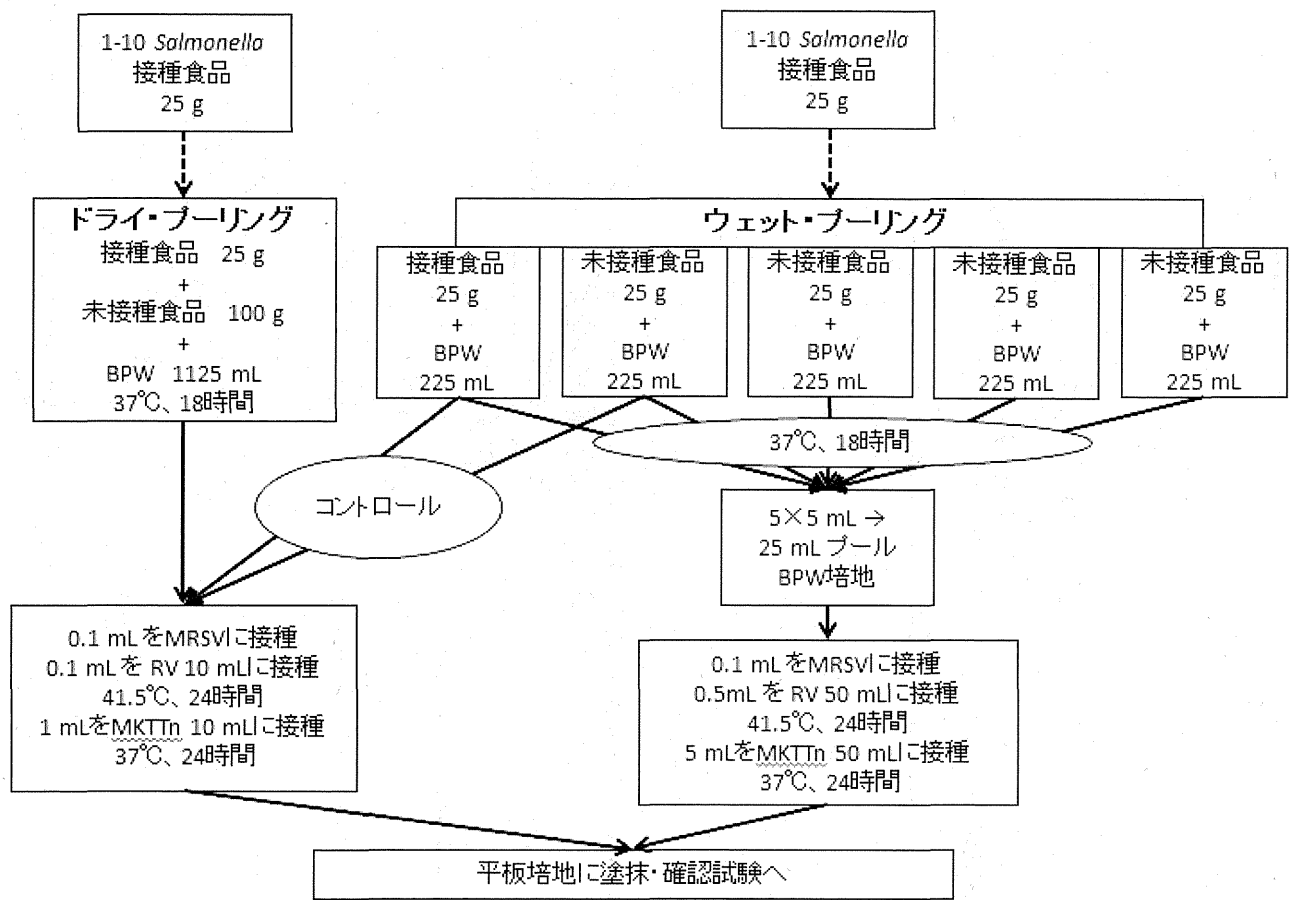 1-10 Salmonella
接種食品
25 g
1-10 Salmonella
接種食品
25 g
ドライ・プーリング
接種食品 25 g
+
未接種食品 100 g
+
BPW 1125 mL
37℃、18時間
ウェット・プーリング
接種食品
25 g
+
BPW
225 mL
未接種食品
25 g
+
BPW
225 mL
未接種食品
25 g
+
BPW
225 mL
未接種食品
25 g
+
BPW
225 mL
未接種食品
25 g
+
BPW
225 mL
37℃、18時間
コントロール
5×5 mL →
25 mL プール
BPW培地
0.1 mLをMRSVに接種
0.1 mLを RV 10 mLに接種
41.5℃、24時間
1 mLをMKTTn 10 mLに接種
37℃、24時間
0.1 mLをMRSVに接種
0.5mLを RV 50 mLに接種
41.5℃、24時間
5 mLをMKTTn 50 mLに接種
37℃、24時間
平板培地に塗抹・確認試験へ